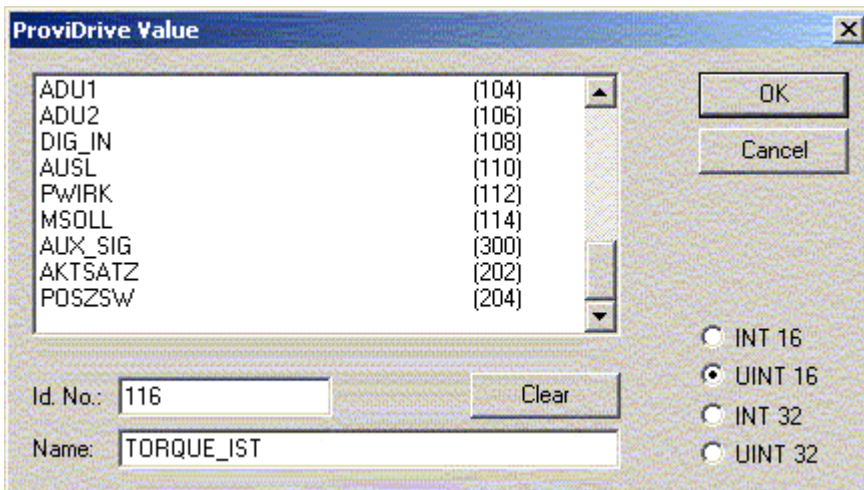 ProviDrive Value
ADU1 (104)
ADU2 (106)
DIG_IN (108)
AUSL (110)
PWIRK (112)
MSOLL (114)
AUX_SIG (300)
AKTSATZ (202)
POSZSW (204)
OK
Cancel
INT 16
UINT 16
INT 32
UINT 32
Id. No.: 116 Clear
Name: TORQUE_IST